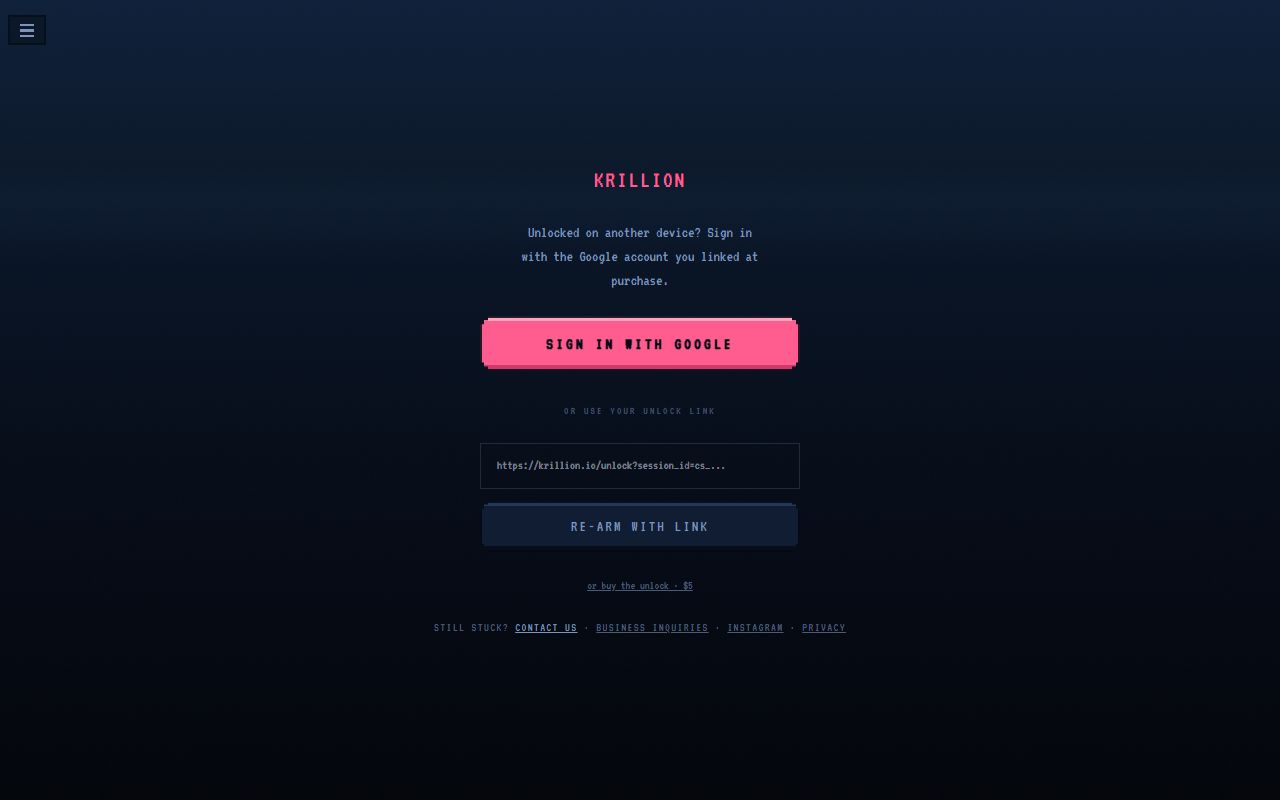 KRILLION
Unlocked on another device? Sign in
with the Google account you linked at
purchase.
SIGN IN WITH GOOGLE
OR USE YOUR UNLOCK LINK
https://krillion.io/unlock?session_id=cs_...
RE-ARM WITH LINK
or buy the unlock · $5
STILL STUCK? CONTACT US · BUSINESS INQUIRIES · INSTAGRAM · PRIVACY